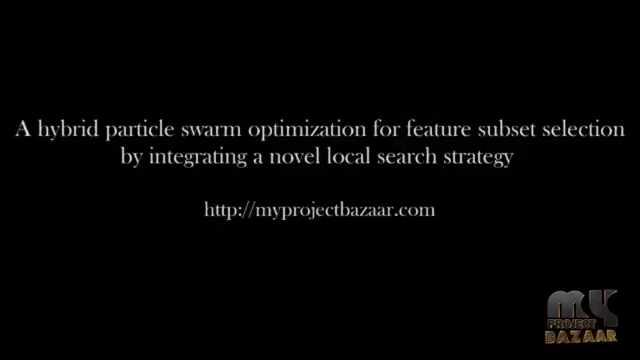 A hybrid particle swarm optimization for feature subset selection
by integrating a novel local search strategy
http://myprojectbazaar.com
MY
PROJECT
BAZAAR